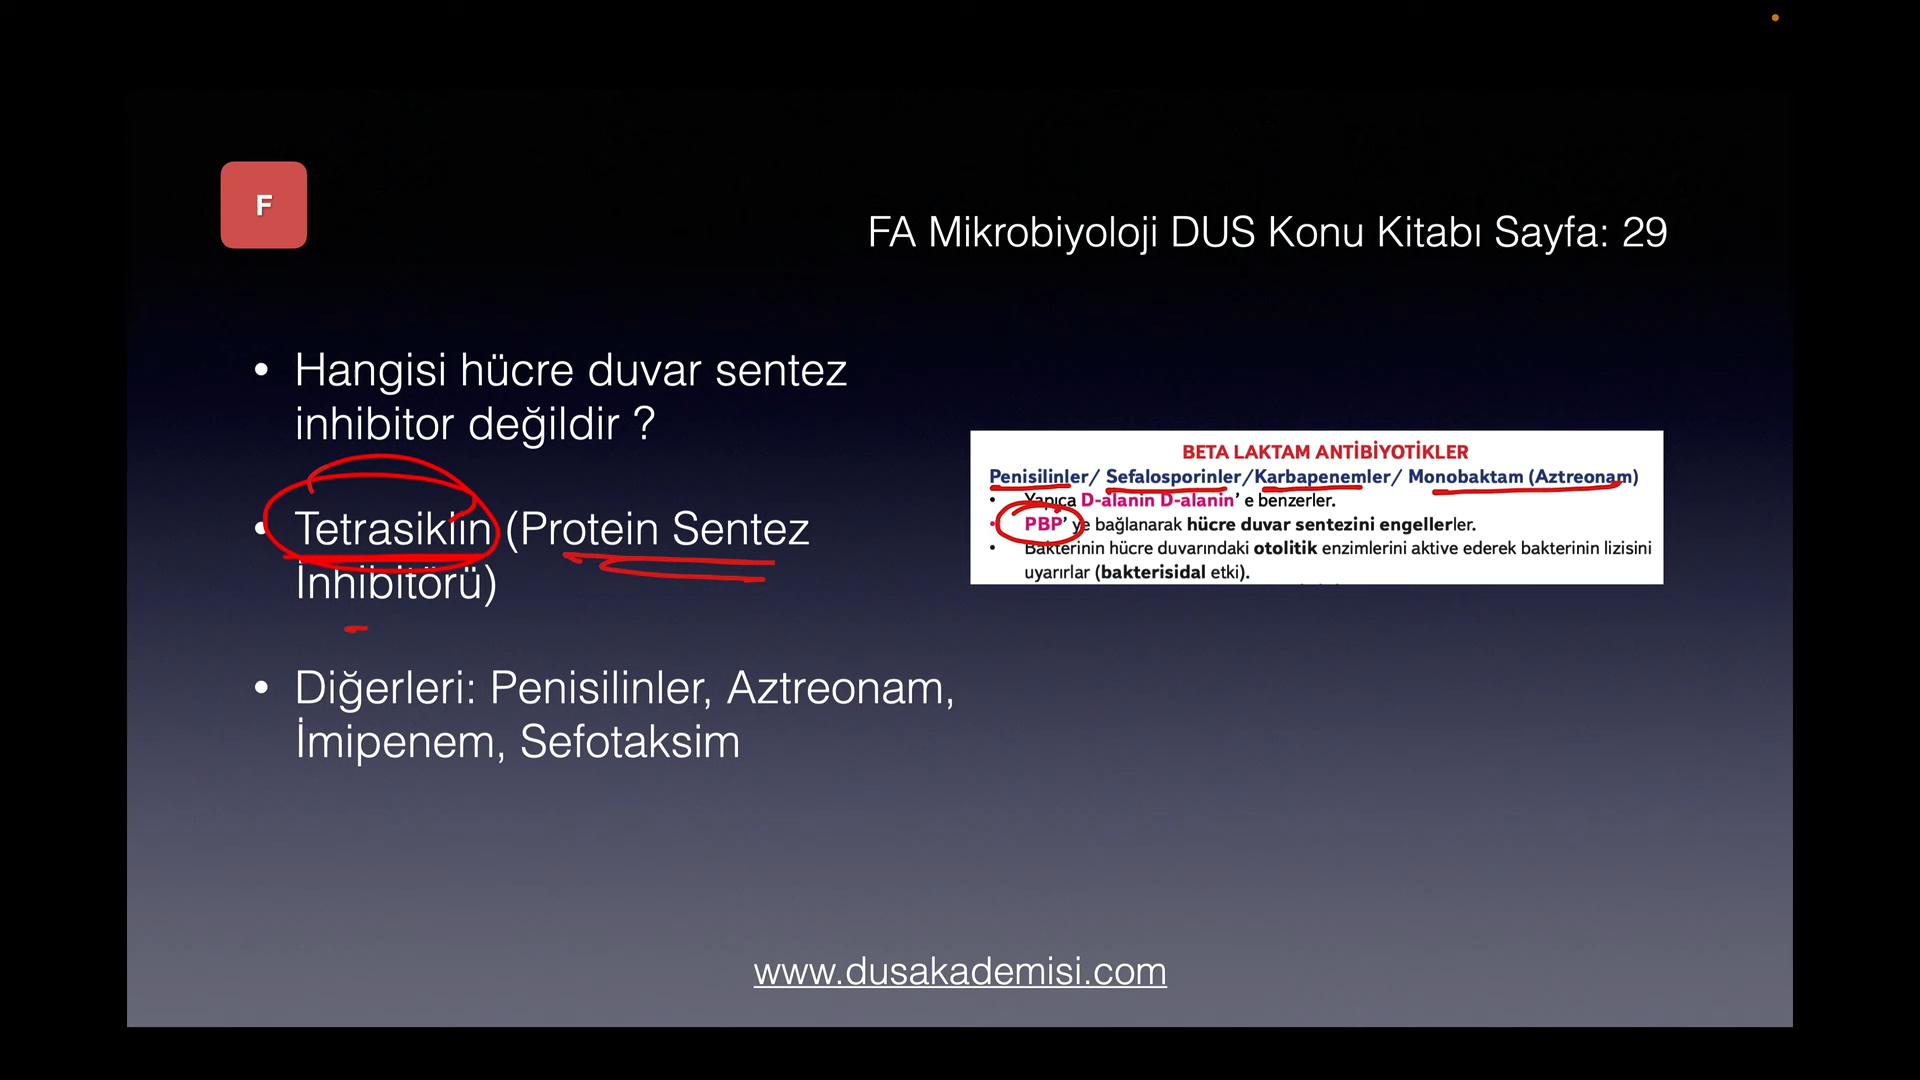 F
FA Mikrobiyoloji DUS Konu Kitabı Sayfa: 29
• Hangisi hücre duvar sentez
inhibitor değildir ?
• Tetrasiklin (Protein Sentez
İnhibitörü)
• Diğerleri: Penisilinler, Aztreonam,
İmipenem, Sefotaksim
BETA LAKTAM ANTİBİYOTİKLER
Penisilinler/ Sefalosporinler/Karbapenemler/ Monobaktam (Aztreonam)
• Yapıca D-alanin D-alanin’ e benzerler.
• PBP’ ye bağlanarak hücre duvar sentezini engellerler.
• Bakterinin hücre duvarındaki otolitik enzimlerini aktive ederek bakterinin lizisini
uyarırlar (bakterisidal etki).
www.dusakademisi.com